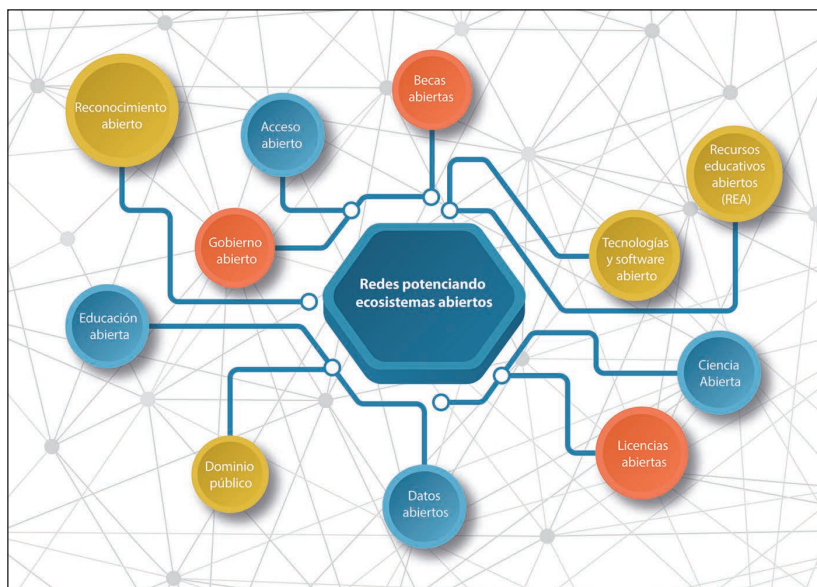 Becas
abiertas
Reconocimiento
abierto
Acceso
abierto
Recursos
educativos
abiertos
(REA)
Gobierno
abierto
Tecnologías
y software
abierto
Redes potenciando
ecosistemas abiertos
Educación
abierta
Ciencia
Abierta
Licencias
abiertas
Dominio
público
Datos
abiertos